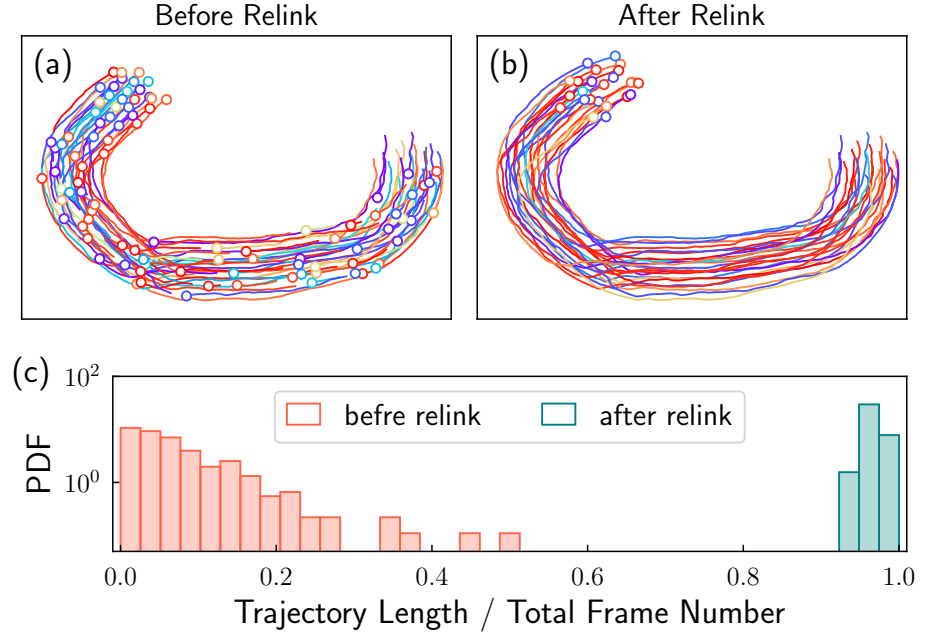 Before Relink
After Relink
(a)
(b)
(c)
10^2
10^0
PDF
befre relink
after relink
0.0
0.2
0.4
0.6
0.8
1.0
Trajectory Length / Total Frame Number